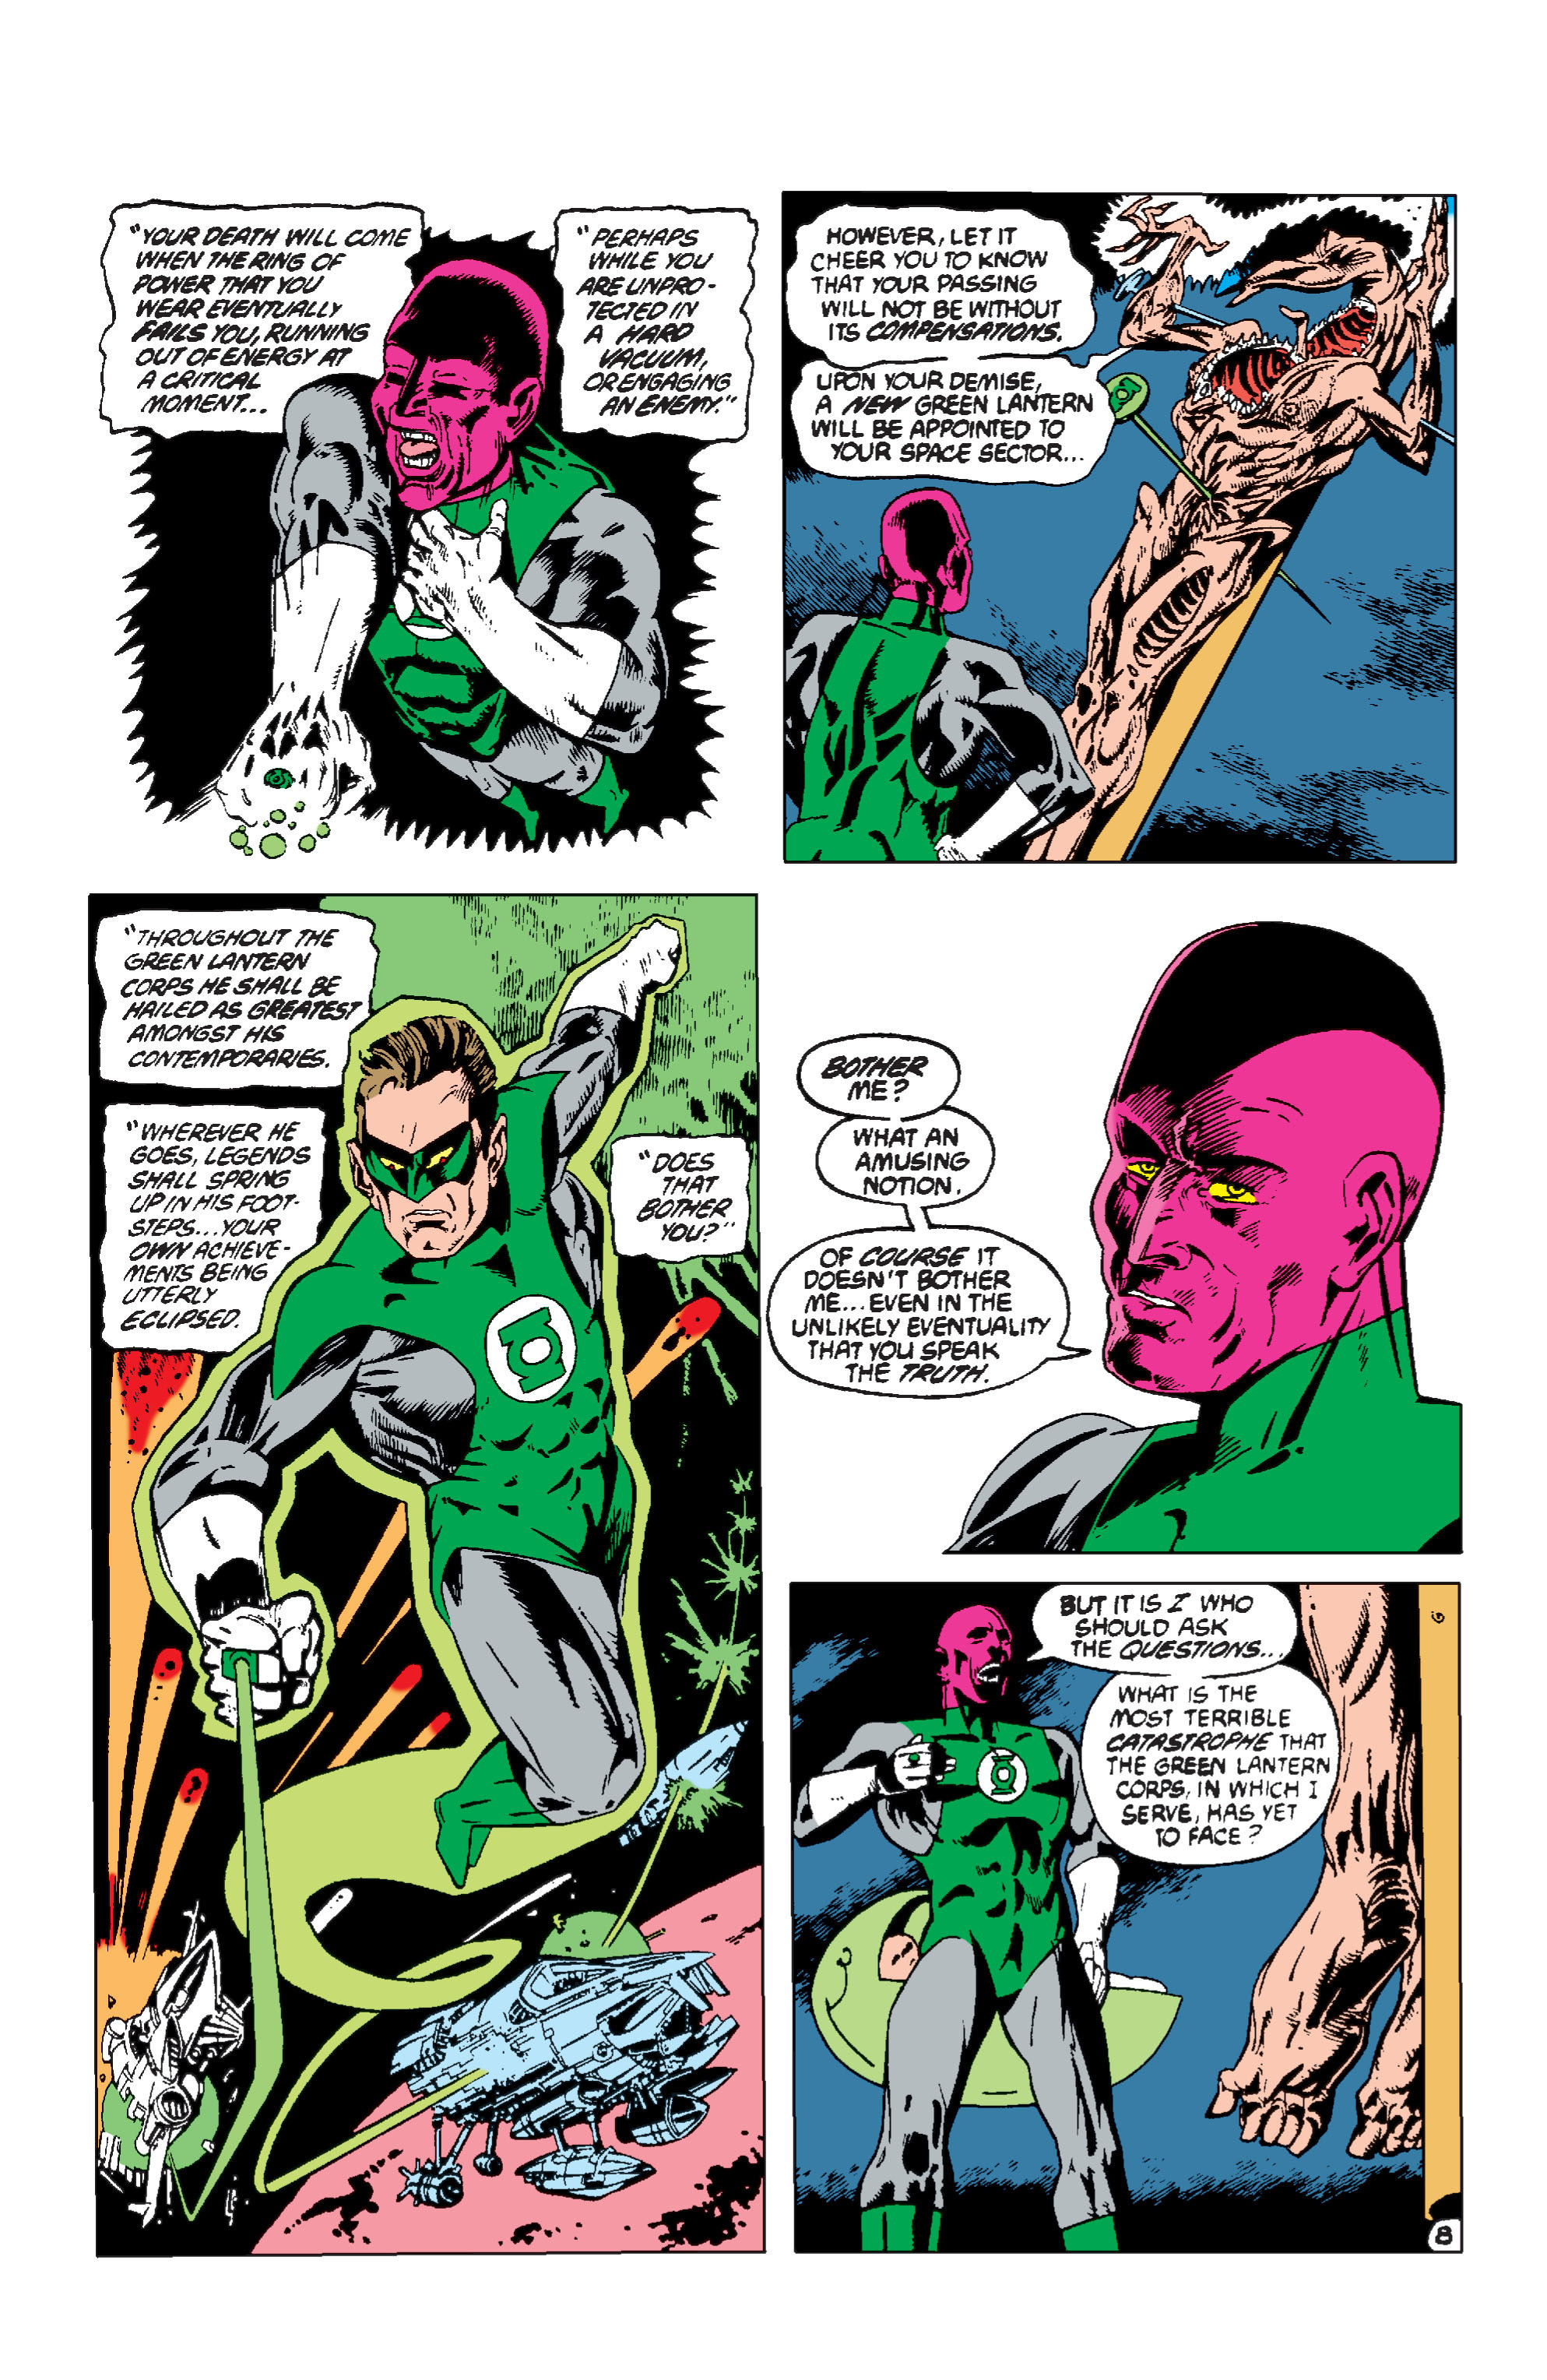 "YOUR DEATH WILL COME
WHEN THE RING OF
POWER THAT YOU
WEAR EVENTUALLY
FAILS YOU, RUNNING
OUT OF ENERGY AT
A CRITICAL
MOMENT...
"PERHAPS
WHILE YOU
ARE UNPRO-
TECTED IN
A HARD
VACUUM,
OR ENGAGING
AN ENEMY."
HOWEVER, LET IT
CHEER YOU TO KNOW
THAT YOUR PASSING
WILL NOT BE WITHOUT
ITS COMPENSATIONS.
UPON YOUR DEMISE,
A NEW GREEN LANTERN
WILL BE APPOINTED TO
YOUR SPACE SECTOR...
"THROUGHOUT THE
GREEN LANTERN
CORPS HE SHALL BE
HAILED AS GREATEST
AMONGST HIS
CONTEMPORARIES.
"WHEREVER HE
GOES, LEGENDS
SHALL SPRING
UP IN HIS FOOT-
STEPS...YOUR
OWN ACHIEVE-
MENTS BEING
UTTERLY
ECLIPSED.
"DOES
THAT
BOTHER
YOU?"
BOTHER
ME?
WHAT AN
AMUSING
NOTION.
OF COURSE IT
DOESN'T BOTHER
ME...EVEN IN THE
UNLIKELY EVENTUALITY
THAT YOU SPEAK
THE TRUTH.
BUT IT IS I WHO
SHOULD ASK
THE QUESTIONS...
WHAT IS THE
MOST TERRIBLE
CATASTROPHE THAT
THE GREEN LANTERN
CORPS, IN WHICH I
SERVE, HAS YET
TO FACE?
8